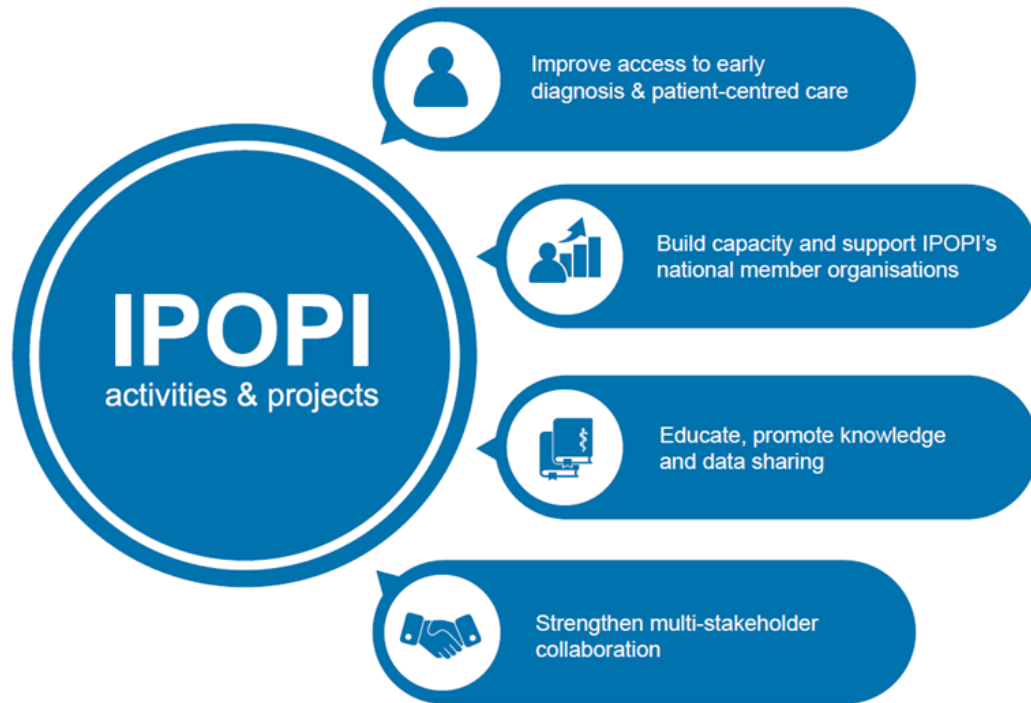 Improve access to early
diagnosis & patient-centred care
Build capacity and support IPOPI’s
national member organisations
IPOPI
activities & projects
Educate, promote knowledge
and data sharing
Strengthen multi-stakeholder
collaboration